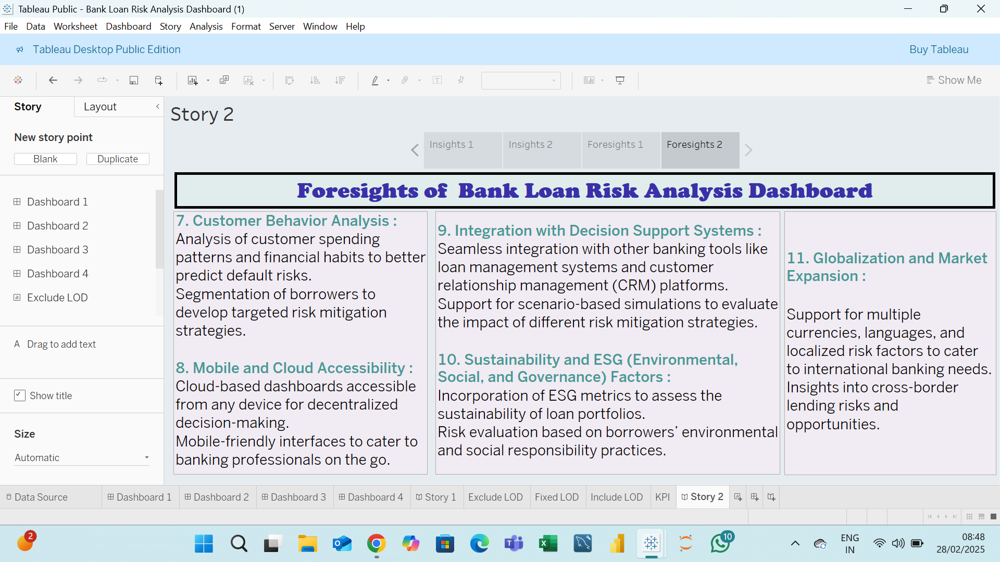 Tableau Public - Bank Loan Risk Analysis Dashboard (1)
File Data Worksheet Dashboard Story Analysis Format Server Window Help
Tableau Desktop Public Edition
Buy Tableau
Show Me
Story
Layout
New story point
Blank
Duplicate
Dashboard 1
Dashboard 2
Dashboard 3
Dashboard 4
Exclude LOD
A Drag to add text
Show title
Size
Automatic
Story 2
Insights 1
Insights 2
Foresights 1
Foresights 2
Foresights of Bank Loan Risk Analysis Dashboard
7. Customer Behavior Analysis :
Analysis of customer spending
patterns and financial habits to better
predict default risks.
Segmentation of borrowers to
develop targeted risk mitigation
strategies.
8. Mobile and Cloud Accessibility :
Cloud-based dashboards accessible
from any device for decentralized
decision-making.
Mobile-friendly interfaces to cater to
banking professionals on the go.
9. Integration with Decision Support Systems :
Seamless integration with other banking tools like
loan management systems and customer
relationship management (CRM) platforms.
Support for scenario-based simulations to evaluate
the impact of different risk mitigation strategies.
10. Sustainability and ESG (Environmental,
Social, and Governance) Factors :
Incorporation of ESG metrics to assess the
sustainability of loan portfolios.
Risk evaluation based on borrowers' environmental
and social responsibility practices.
11. Globalization and Market
Expansion :
Support for multiple
currencies, languages, and
localized risk factors to cater
to international banking needs.
Insights into cross-border
lending risks and
opportunities.
Data Source
Dashboard 1
Dashboard 2
Dashboard 3
Dashboard 4
Story 1
Exclude LOD
Fixed LOD
Include LOD
KPI
Story 2
2
10
ENG
IN
08:48
28/02/2025